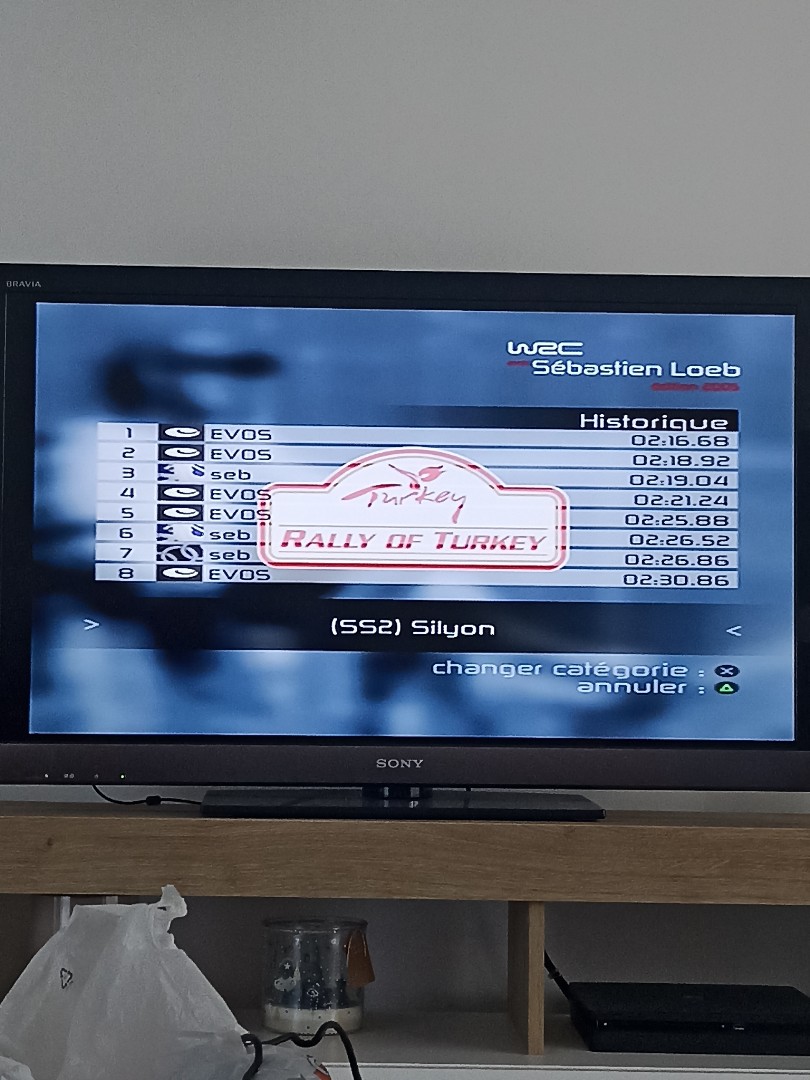 BRAVIA
WRC
Sébastien Loeb
édition 2005
Historique
1 EVOS 02:16.68
2 EVOS 02:18.92
3 seb 02:19.04
4 EVOS 02:21.24
5 EVOS 02:25.88
6 seb 02:26.52
7 seb 02:26.86
8 EVOS 02:30.86
Turkey
RALLY OF TURKEY
> (SS2) Silyon <
changer catégorie :
annuler :
SONY